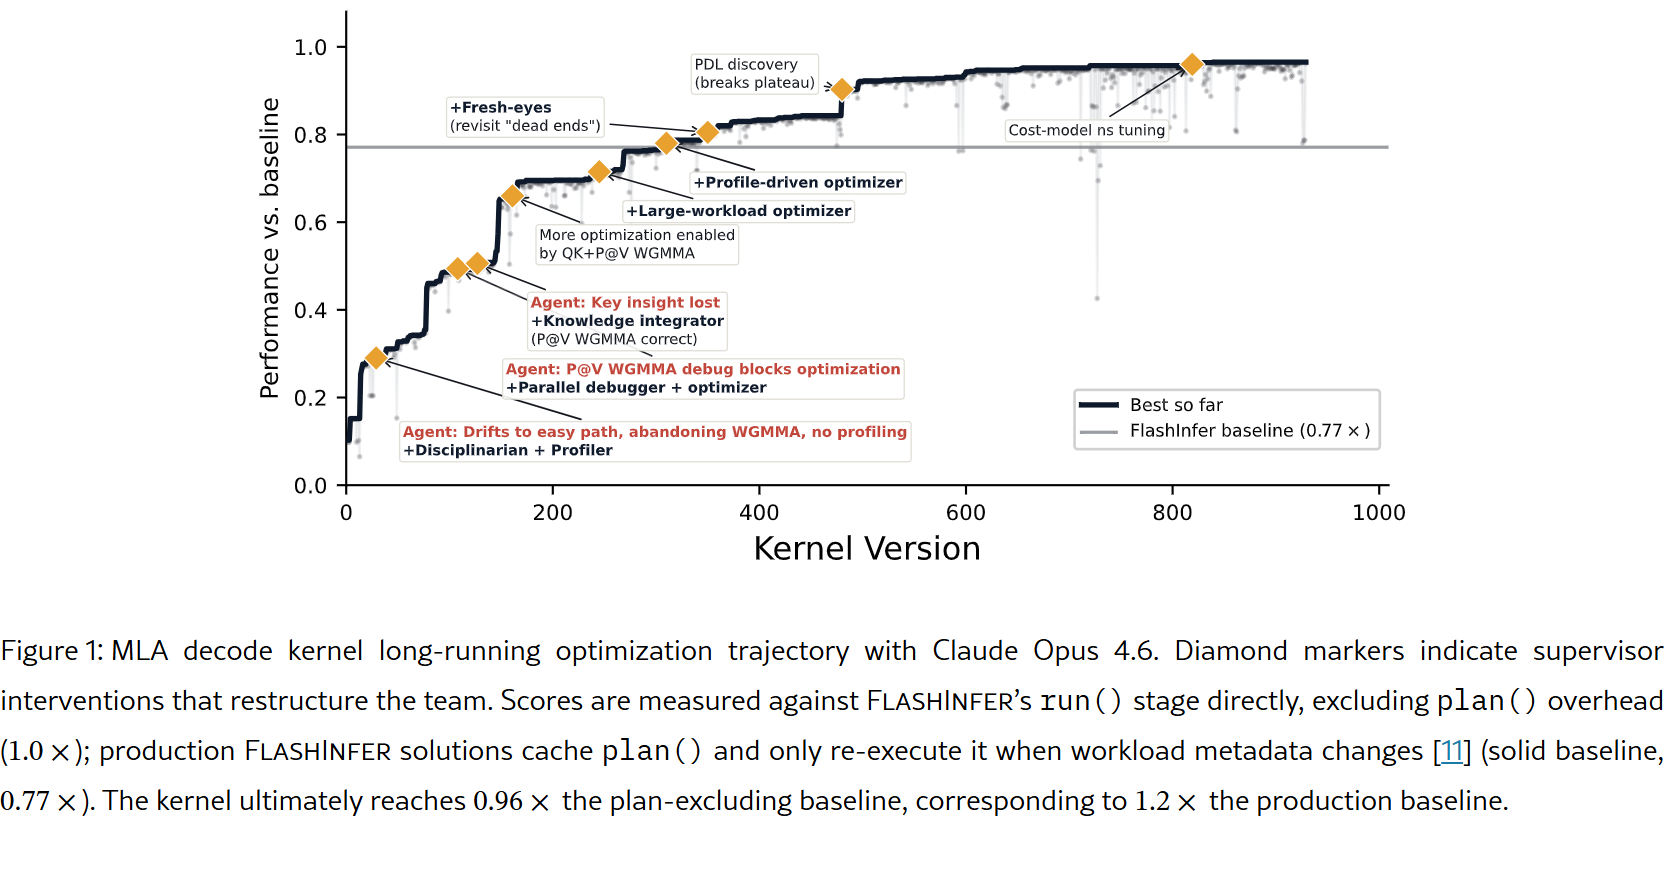 1.0
0.8
0.6
0.4
0.2
0.0
Performance vs. baseline
PDL discovery
(breaks plateau)
+Fresh-eyes
(revisit "dead ends")
Cost-model ns tuning
+Profile-driven optimizer
+Large-workload optimizer
More optimization enabled
by QK+P@V WGMMA
Agent: Key insight lost
+Knowledge integrator
(P@V WGMMA correct)
Agent: P@V WGMMA debug blocks optimization
+Parallel debugger + optimizer
Agent: Drifts to easy path, abandoning WGMMA, no profiling
+Disciplinarian + Profiler
Best so far
FlashInfer baseline (0.77×)
0 200 400 600 800 1000
Kernel Version
Figure 1: MLA decode kernel long-running optimization trajectory with Claude Opus 4.6. Diamond markers indicate supervisor
interventions that restructure the team. Scores are measured against FLASHINFER’s run() stage directly, excluding plan() overhead
(1.0×); production FLASHINFER solutions cache plan() and only re-execute it when workload metadata changes [11] (solid baseline,
0.77×). The kernel ultimately reaches 0.96× the plan-excluding baseline, corresponding to 1.2× the production baseline.